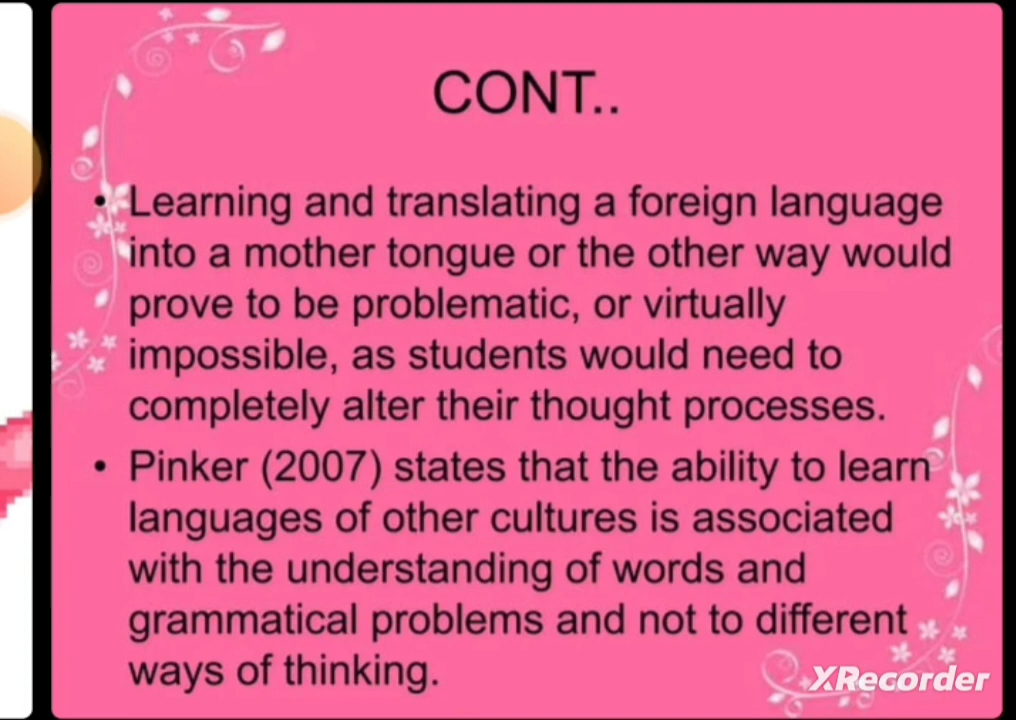 CONT..
• Learning and translating a foreign language
into a mother tongue or the other way would
prove to be problematic, or virtually
impossible, as students would need to
completely alter their thought processes.
• Pinker (2007) states that the ability to learn
languages of other cultures is associated
with the understanding of words and
grammatical problems and not to different
ways of thinking.
XRecorder